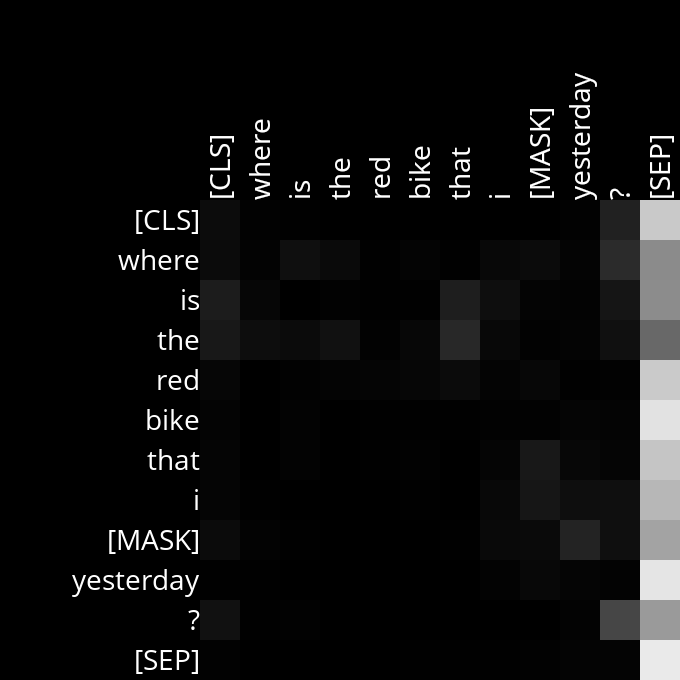 [CLS]
where
is
the
red
bike
that
i
[MASK]
yesterday
?
[SEP]
[CLS]
where
is
the
red
bike
that
i
[MASK]
yesterday
?
[SEP]